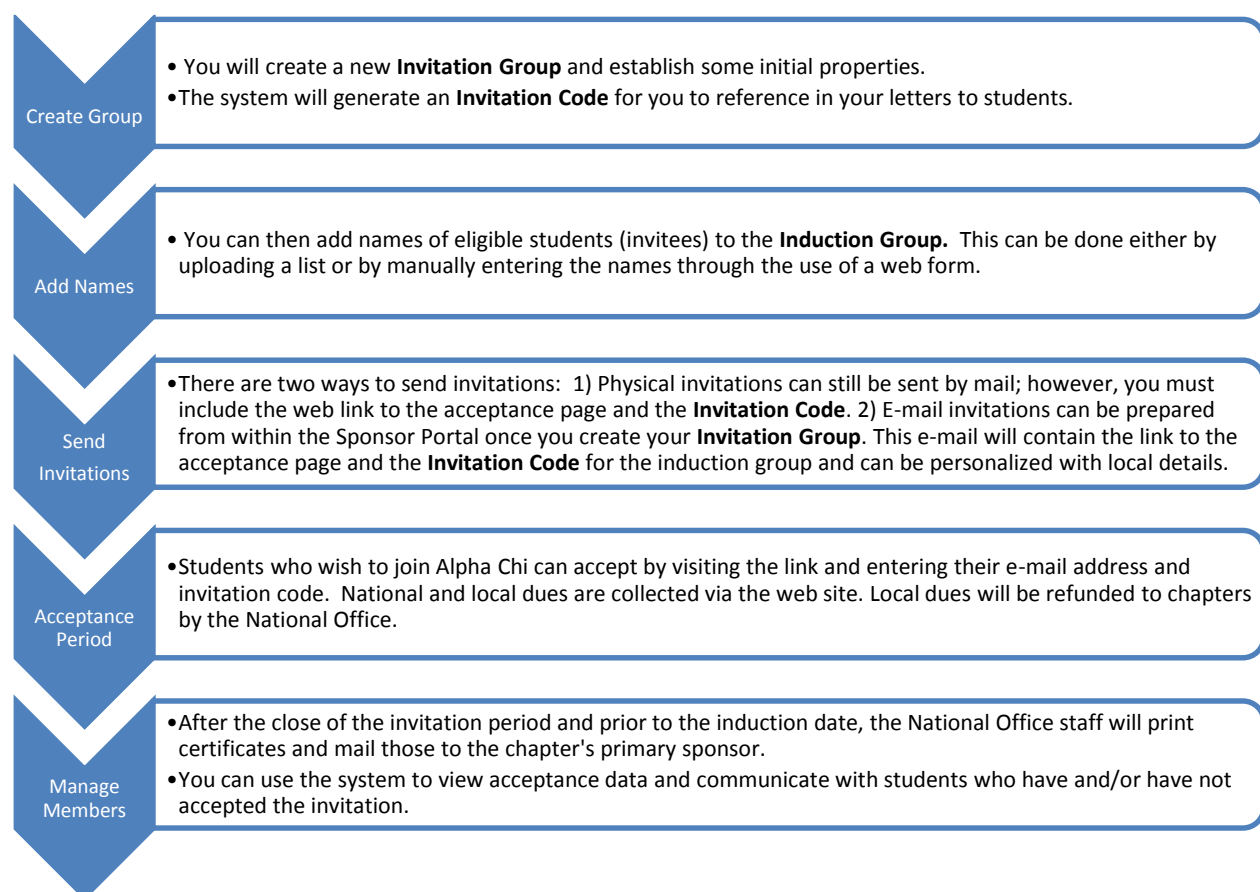 Create Group
• You will create a new Invitation Group and establish some initial properties.
•The system will generate an Invitation Code for you to reference in your letters to students.
Add Names
• You can then add names of eligible students (invitees) to the Induction Group.  This can be done either by
uploading a list or by manually entering the names through the use of a web form.
Send
Invitations
•There are two ways to send invitations:  1) Physical invitations can still be sent by mail; however, you must
include the web link to the acceptance page and the Invitation Code. 2) E-mail invitations can be prepared
from within the Sponsor Portal once you create your Invitation Group. This e-mail will contain the link to the
acceptance page and the Invitation Code for the induction group and can be personalized with local details.
Acceptance
Period
•Students who wish to join Alpha Chi can accept by visiting the link and entering their e-mail address and
invitation code.  National and local dues are collected via the web site. Local dues will be refunded to chapters
by the National Office.
Manage
Members
•After the close of the invitation period and prior to the induction date, the National Office staff will print
certificates and mail those to the chapter's primary sponsor.
•You can use the system to view acceptance data and communicate with students who have and/or have not
accepted the invitation.